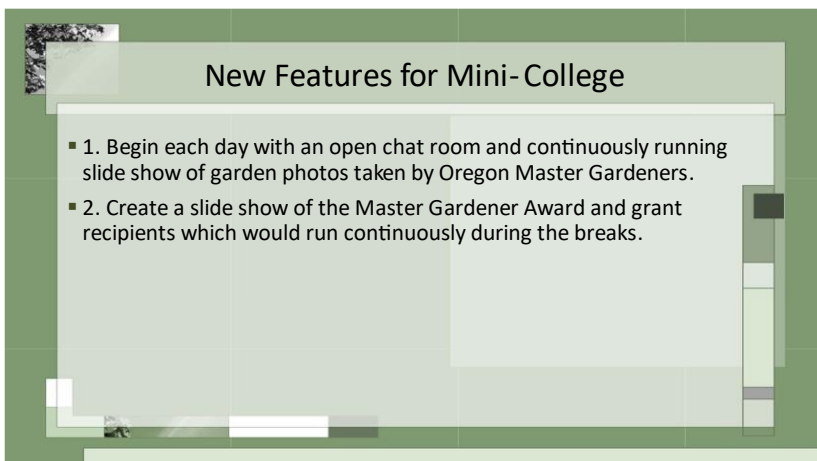 New Features for Mini-College
▪ 1. Begin each day with an open chat room and continuously running
slide show of garden photos taken by Oregon Master Gardeners.
▪ 2. Create a slide show of the Master Gardener Award and grant
recipients which would run continuously during the breaks.